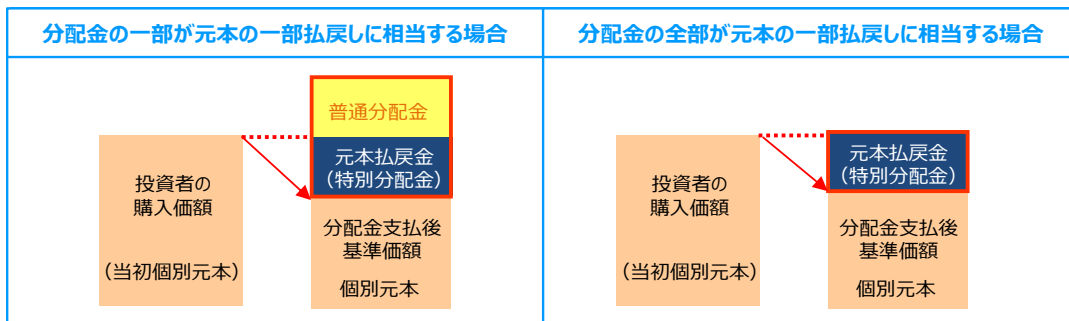 分配金の一部が元本の一部払戻しに相当する場合
普通分配金
元本払戻金
（特別分配金）
投資者の
購入価額
（当初個別元本）
分配金支払後
基準価額
個別元本
分配金の全部が元本の一部払戻しに相当する場合
元本払戻金
（特別分配金）
投資者の
購入価額
（当初個別元本）
分配金支払後
基準価額
個別元本